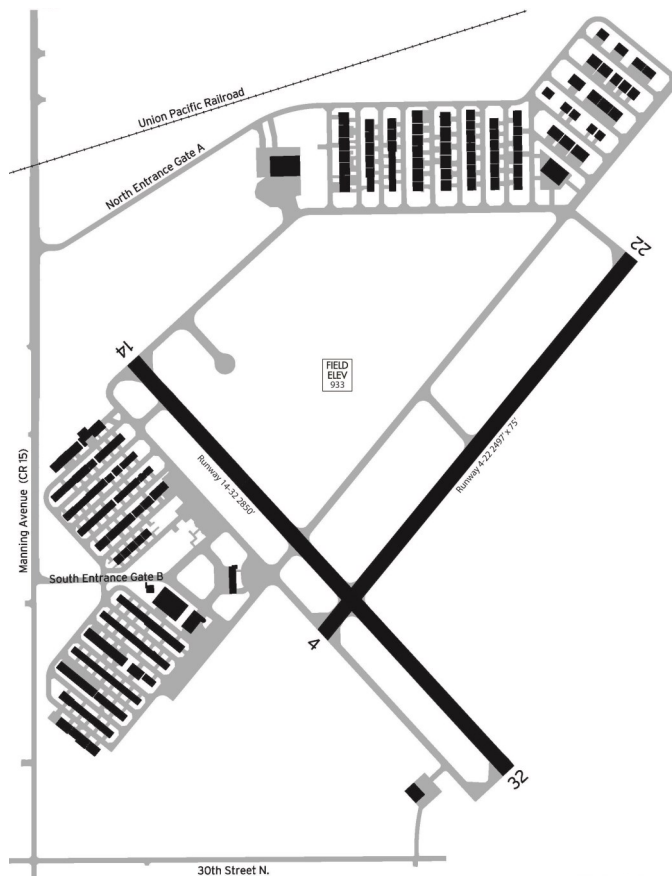 Union Pacific Railroad
North Entrance Gate A
22
14
FIELD
ELEV
933
Runway 4-22 2497' x 75'
Runway 14-32 2850'
Manning Avenue (CR 15)
South Entrance Gate B
4
32
30th Street N.